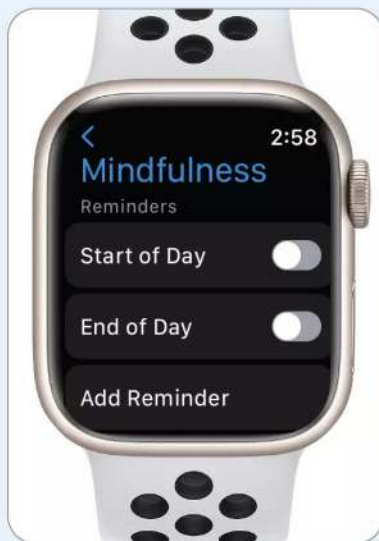 2:58
Mindfulness
Reminders
Start of Day
End of Day
Add Reminder